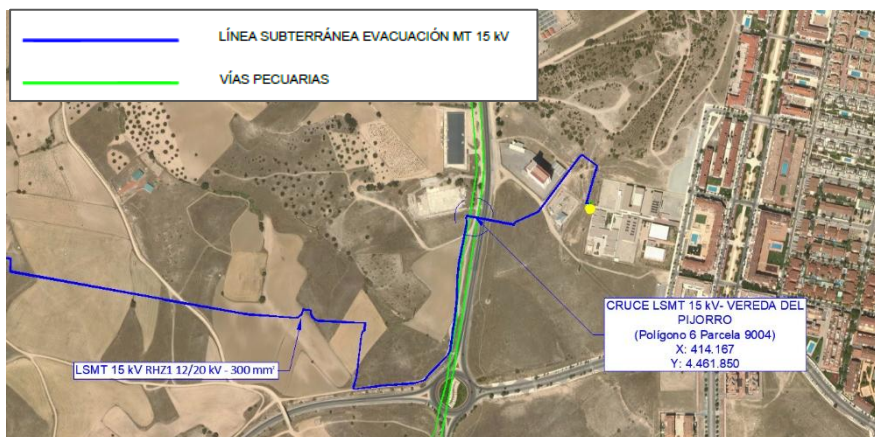 LÍNEA SUBTERRÁNEA EVACUACIÓN MT 15 kV
VÍAS PECUARIAS
CRUCE LSMT 15 kV- VEREDA DEL
PIJORRO
(Polígono 6 Parcela 9004)
X: 414.167
Y: 4.461.850
LSMT 15 kV RHZ1 12/20 kV - 300 mm²